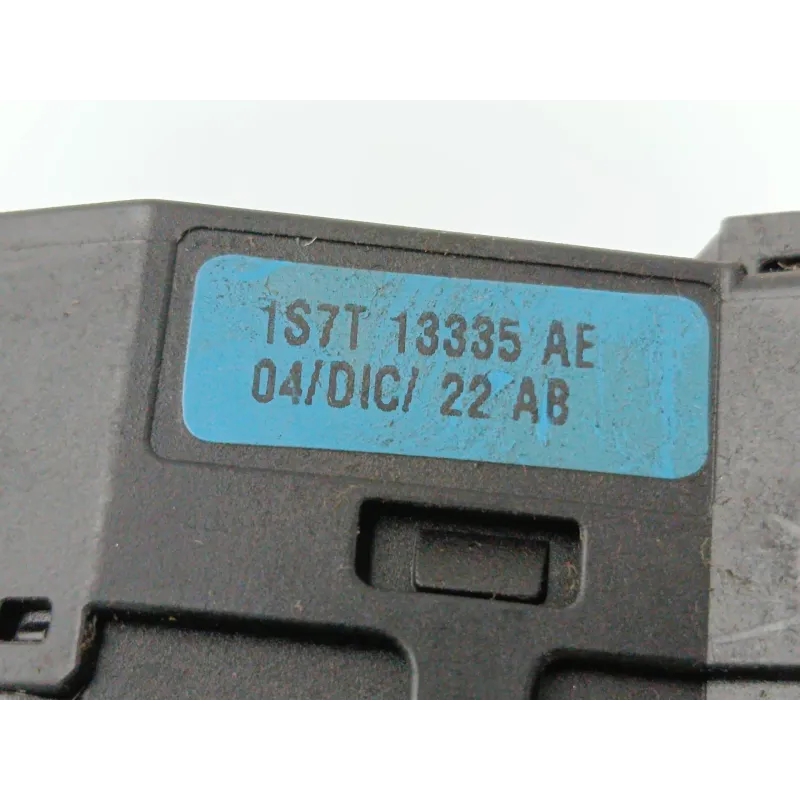 1S7T 13335 AE
04/DIC/ 22 AB